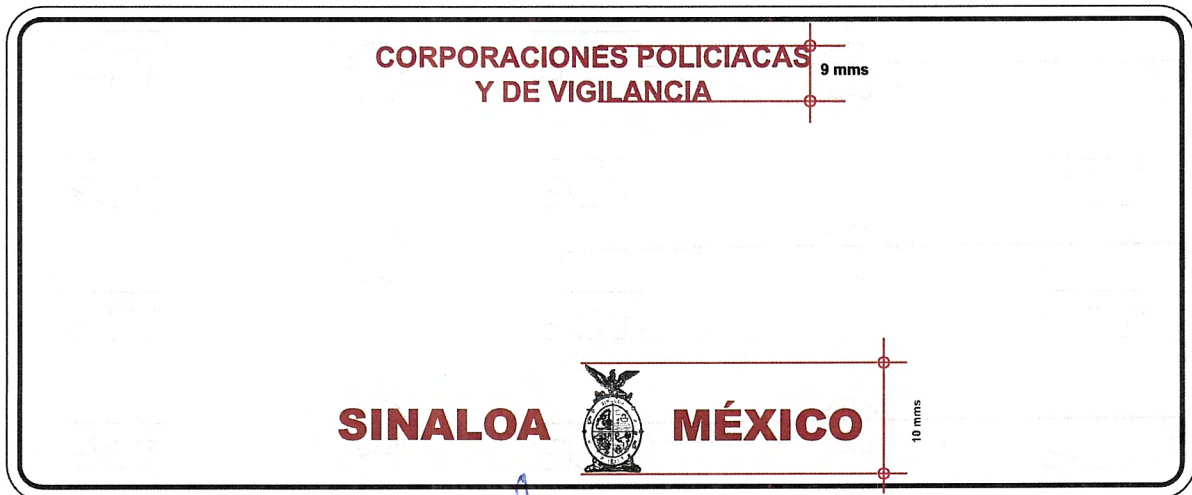 CORPORACIONES POLICIACAS
Y DE VIGILANCIA
9 mms
SINALOA MÉXICO
10 mms